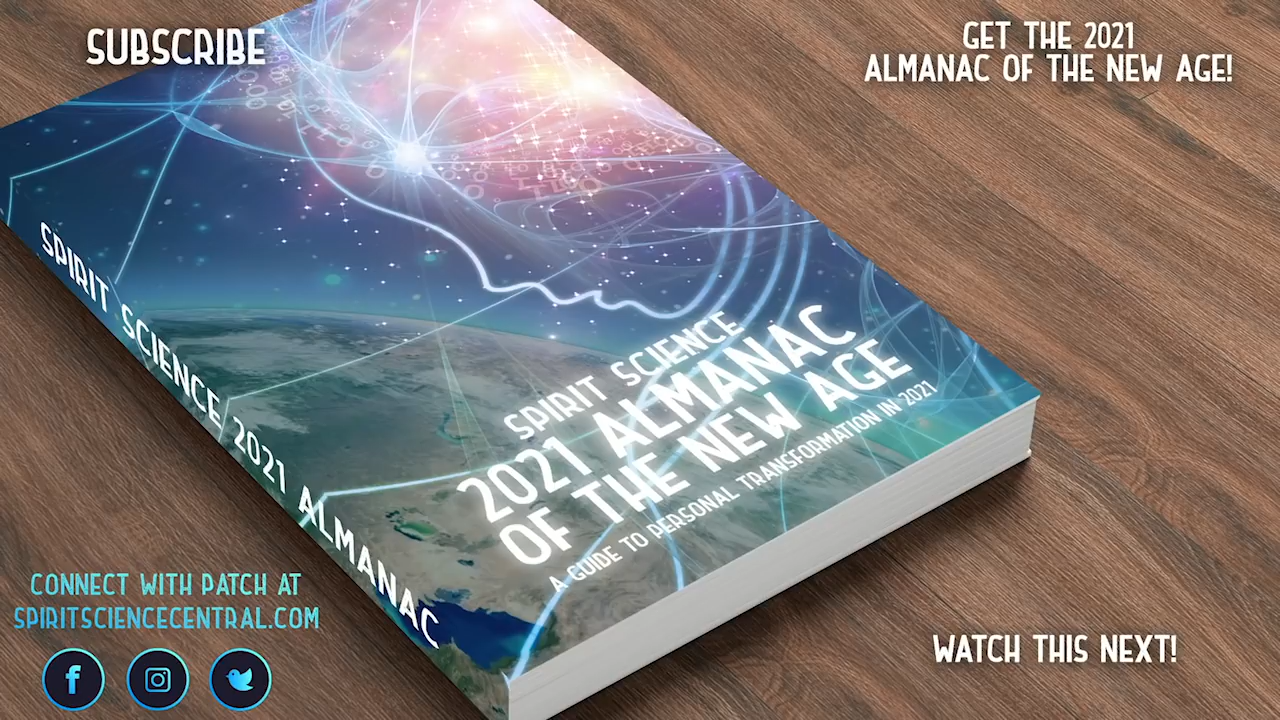 SUBSCRIBE
GET THE 2021
ALMANAC OF THE NEW AGE!
SPIRIT SCIENCE 2021 ALMANAC
SPIRIT SCIENCE
2021 ALMANAC
OF THE NEW AGE
A GUIDE TO PERSONAL TRANSFORMATION IN 2021
CONNECT WITH PATCH AT
SPIRITSCIENCECENTRAL.COM
WATCH THIS NEXT!